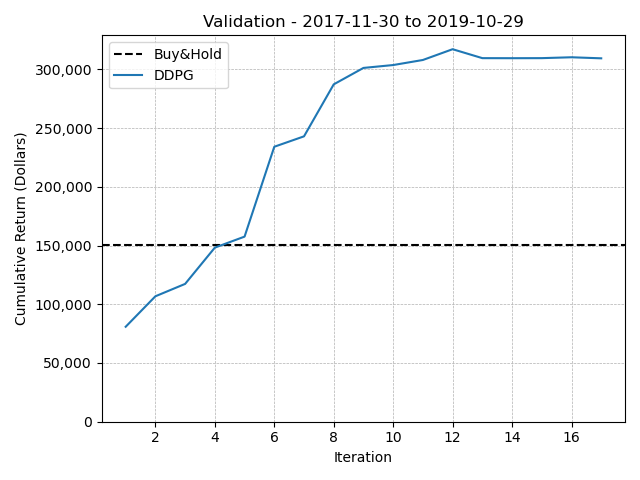 Validation - 2017-11-30 to 2019-10-29
Buy&Hold
DDPG
Cumulative Return (Dollars)
300,000
250,000
200,000
150,000
100,000
50,000
0
2 4 6 8 10 12 14 16
Iteration